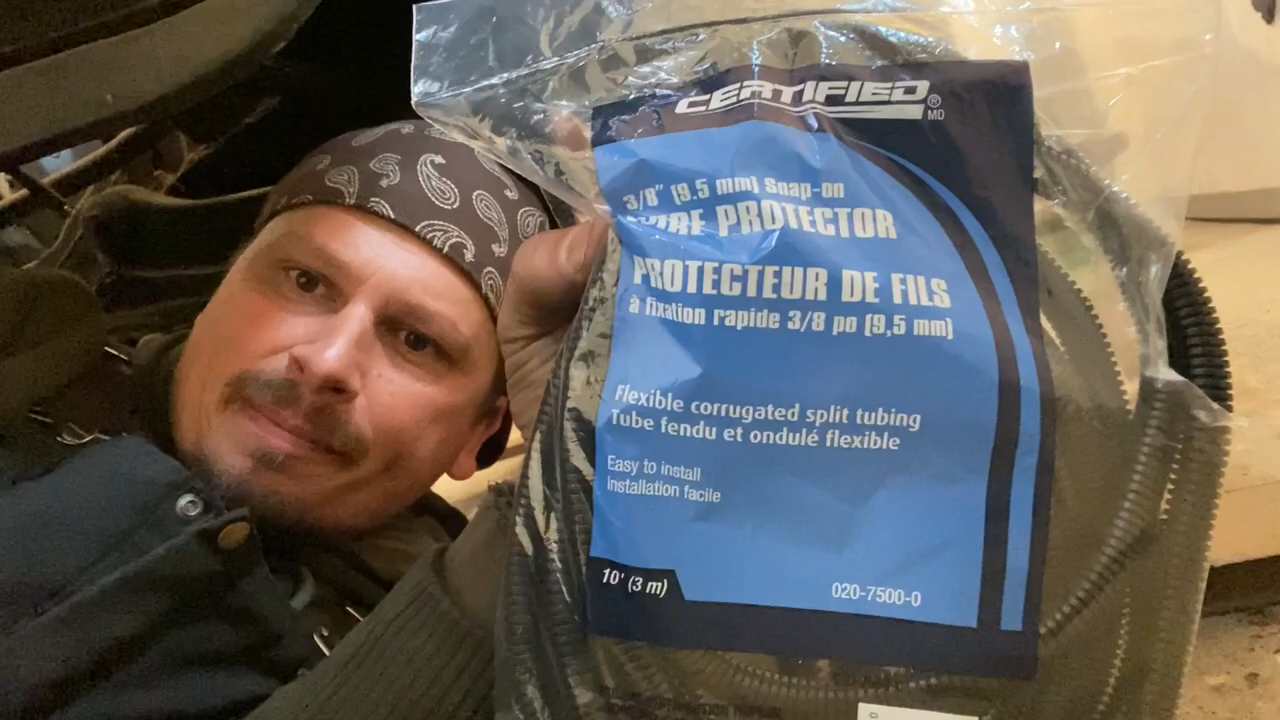 CERTIFIED®
MD
3/8" (9.5 mm) Snap-on
WIRE PROTECTOR
PROTECTEUR DE FILS
à fixation rapide 3/8 po (9,5 mm)
Flexible corrugated split tubing
Tube fendu et ondulé flexible
Easy to install
Installation facile
10' (3 m)
020-7500-0